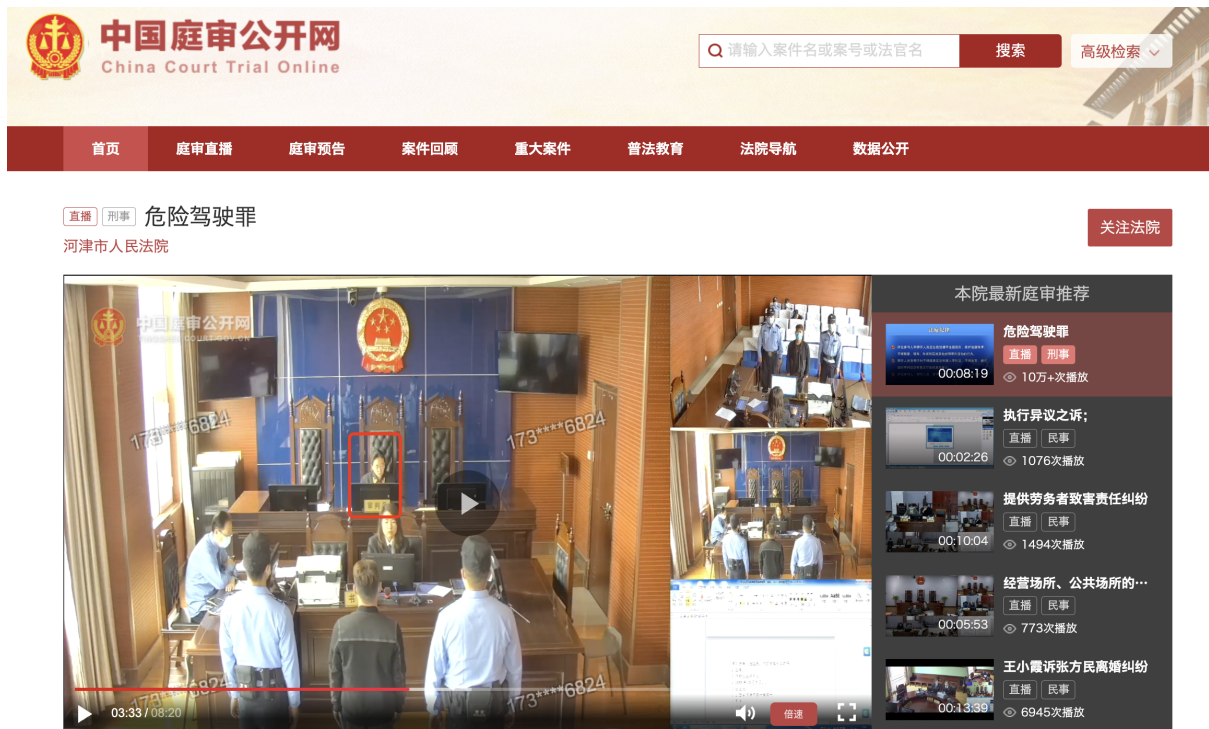 中国庭审公开网
China Court Trial Online
请输入案件名或案号或法官名
搜索
高级检索
首页
庭审直播
庭审预告
案件回顾
重大案件
普法教育
法院导航
数据公开
直播
刑事
危险驾驶罪
河津市人民法院
关注法院
中国庭审公开网
173****6824
173****6824
173****6824
173****6824
03:33 / 08:20
倍速
本院最新庭审推荐
危险驾驶罪
直播
刑事
00:08:19
10万+次播放
执行异议之诉;
直播
民事
00:02:26
1076次播放
提供劳务者致害责任纠纷
直播
民事
00:10:04
1494次播放
经营场所、公共场所的…
直播
民事
00:05:53
773次播放
王小霞诉张方民离婚纠纷
直播
民事
00:13:39
6945次播放